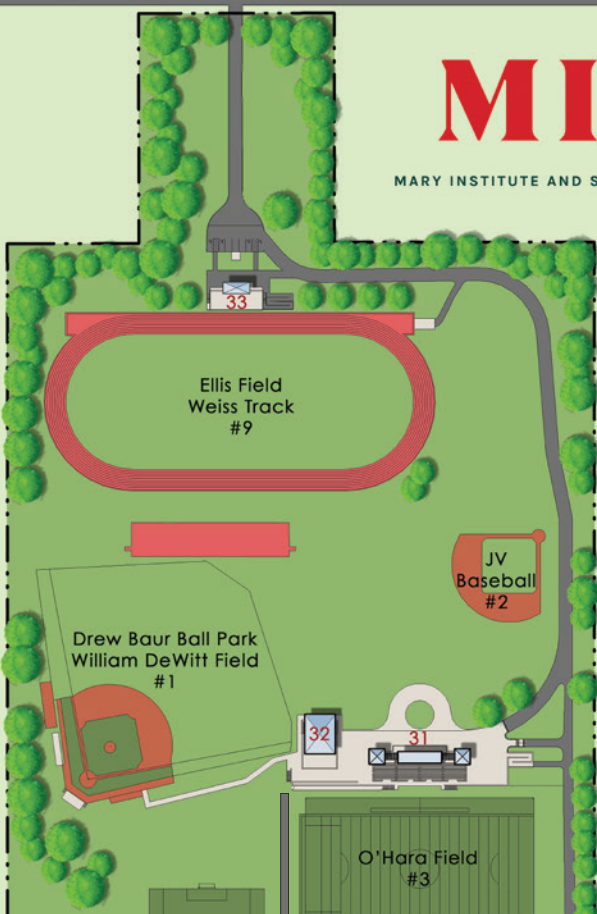 MI
MARY INSTITUTE AND S
33
Ellis Field
Weiss Track
#9
JV
Baseball
#2
Drew Baur Ball Park
William DeWitt Field
#1
32
31
O'Hara Field
#3